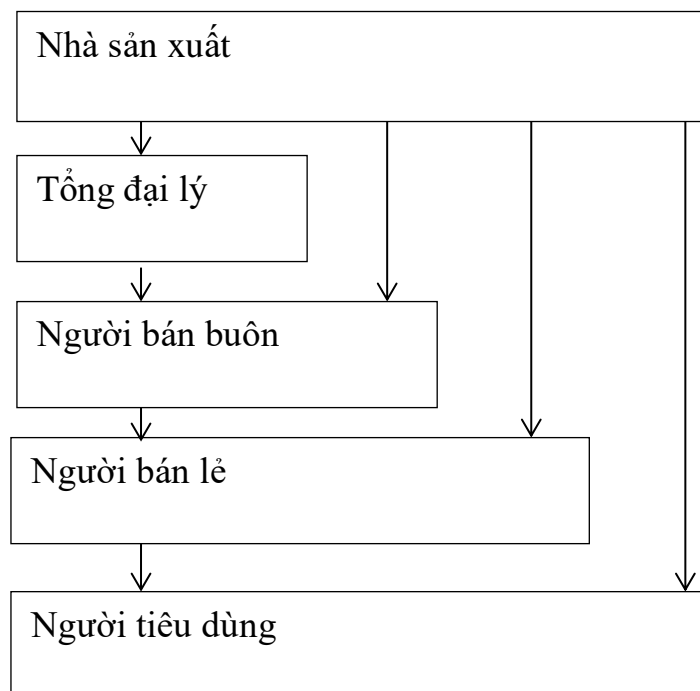 Nhà sản xuất
Tổng đại lý
Người bán buôn
Người bán lẻ
Người tiêu dùng